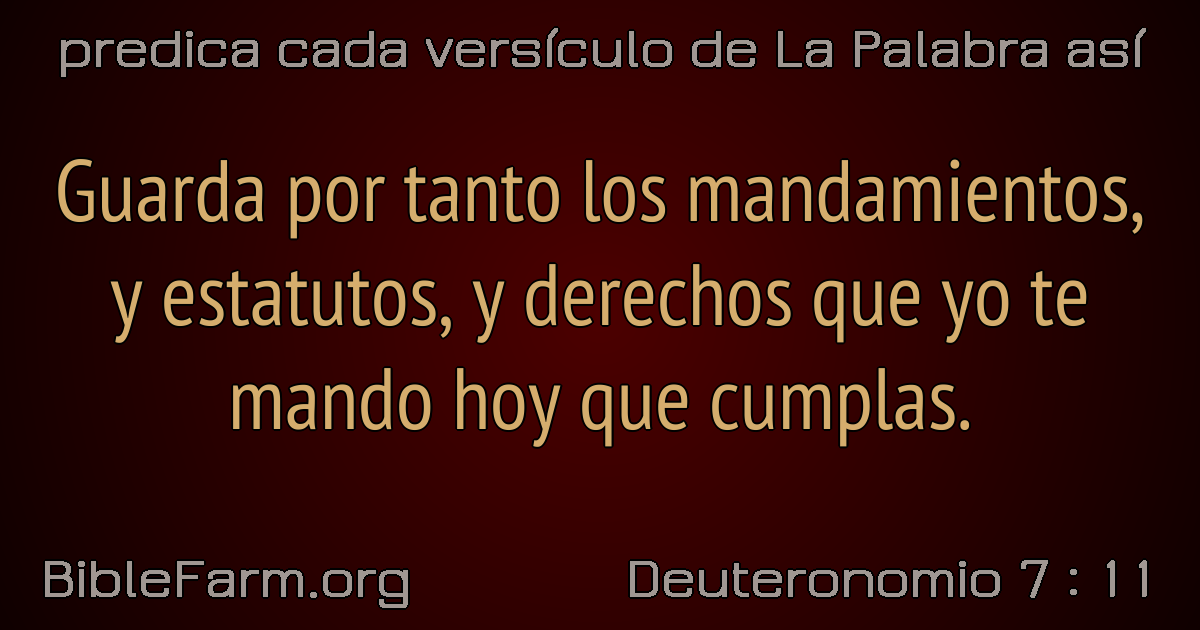 predica cada versículo de La Palabra así
Guarda por tanto los mandamientos,
y estatutos, y derechos que yo te
mando hoy que cumplas.
BibleFarm.org
Deuteronomio 7 : 11